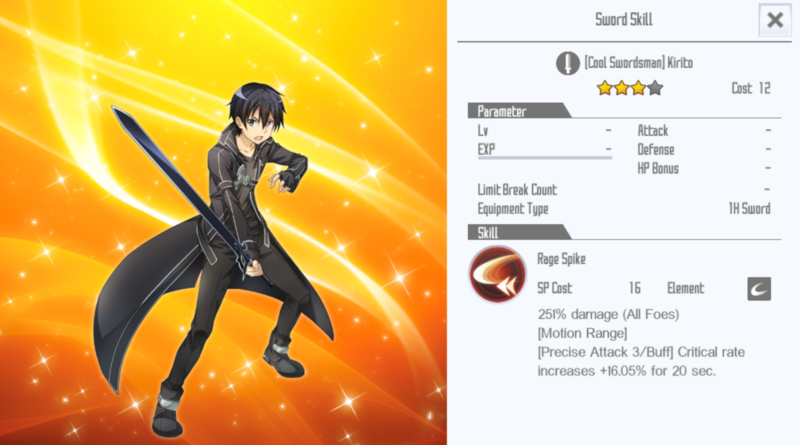 Sword Skill
[Cool Swordsman] Kirito
Cost 12
Parameter
Lv - Attack -
EXP - Defense -
HP Bonus -
Limit Break Count -
Equipment Type 1H Sword
Skill
Rage Spike
SP Cost 16 Element
251% damage (All Foes)
[Motion Range]
[Precise Attack 3/Buff] Critical rate
increases +16.05% for 20 sec.